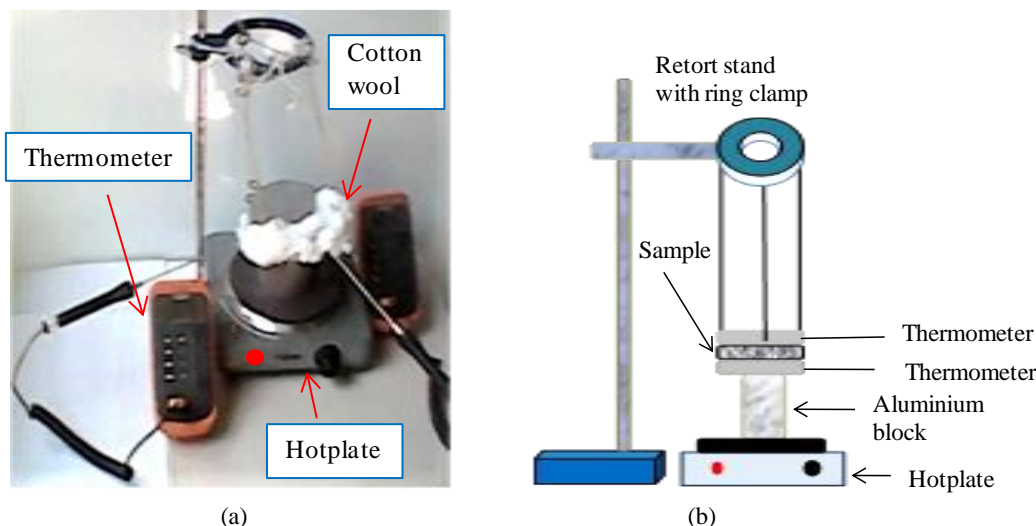 Cotton
wool
Thermometer
Hotplate
(a)
Retort stand
with ring clamp
Sample
Thermometer
Thermometer
Aluminium
block
Hotplate
(b)